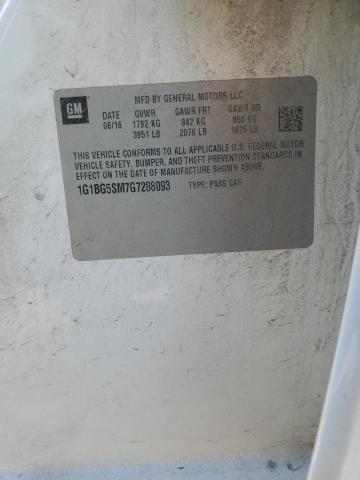 GM
MFD BY GENERAL MOTORS LLC
DATE GVWR GAWR FRT GAWR RR
06/16 1792 KG 942 KG 850 KG
3951 LB 2076 LB 1875 LB
THIS VEHICLE CONFORMS TO ALL APPLICABLE U.S. FEDERAL MOTOR
VEHICLE SAFETY, BUMPER, AND THEFT PREVENTION STANDARDS IN
EFFECT ON THE DATE OF MANUFACTURE SHOWN ABOVE.
1G1BG5SM7G7288093 TYPE: PASS CAR